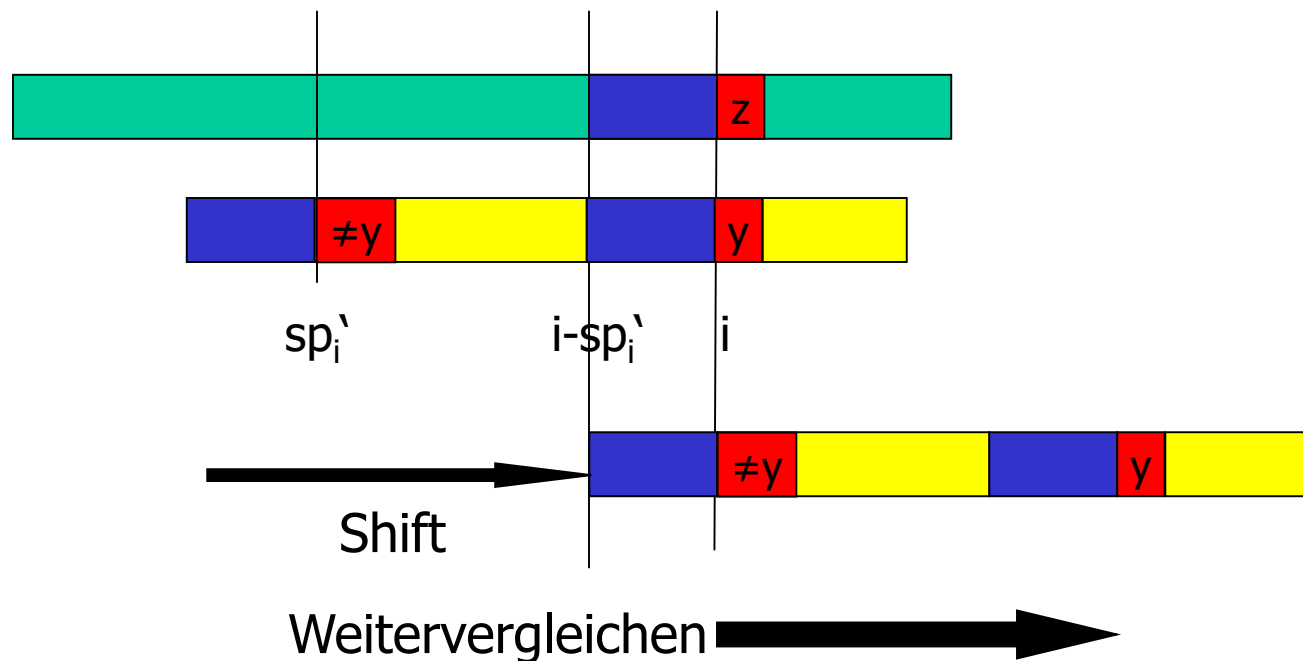 z
≠y y
spᵢ‘ i-spᵢ‘ i
≠y y
Shift
Weitervergleichen